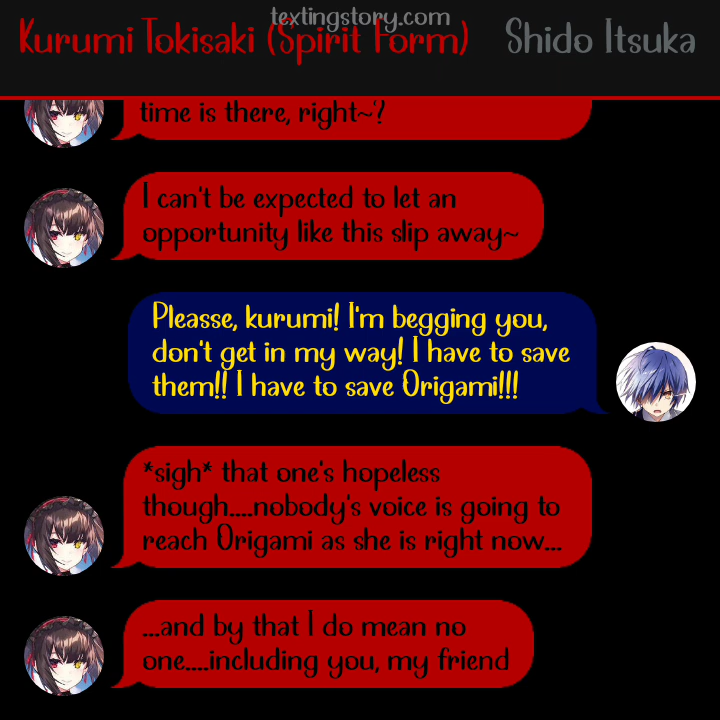 textingstory.com
Kurumi Tokisaki (Spirit Form) Shido Itsuka
time is there, right~?
I can't be expected to let an
opportunity like this slip away~
Pleasse, kurumi! I'm begging you,
don't get in my way! I have to save
them!! I have to save Origami!!!
*sigh* that one's hopeless
though....nobody's voice is going to
reach Origami as she is right now...
...and by that I do mean no
one....including you, my friend